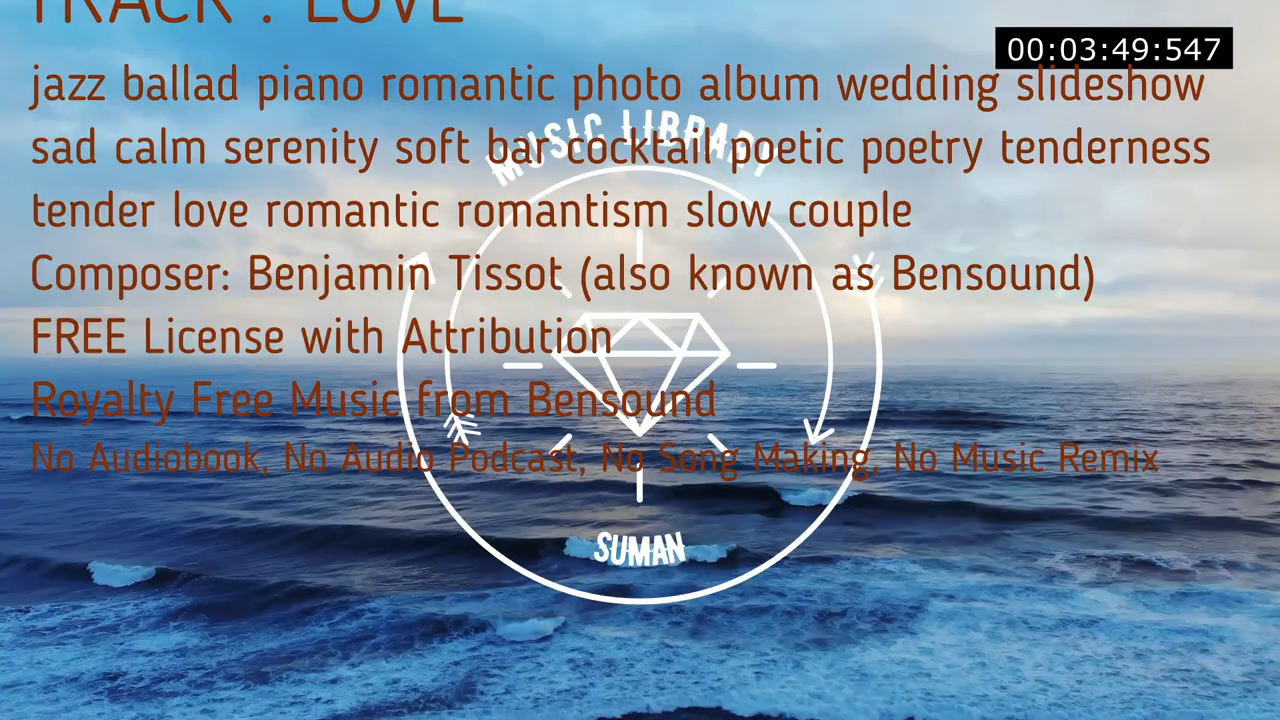 TRACK : LOVE
00:03:49:547
jazz ballad piano romantic photo album wedding slideshow
sad calm serenity soft bar cocktail poetic poetry tenderness
tender love romantic romantism slow couple
Composer: Benjamin Tissot (also known as Bensound)
FREE License with Attribution
Royalty Free Music from Bensound
No Audiobook, No Audio Podcast, No Song Making, No Music Remix
MUSIC LIBRARY
SUMAN